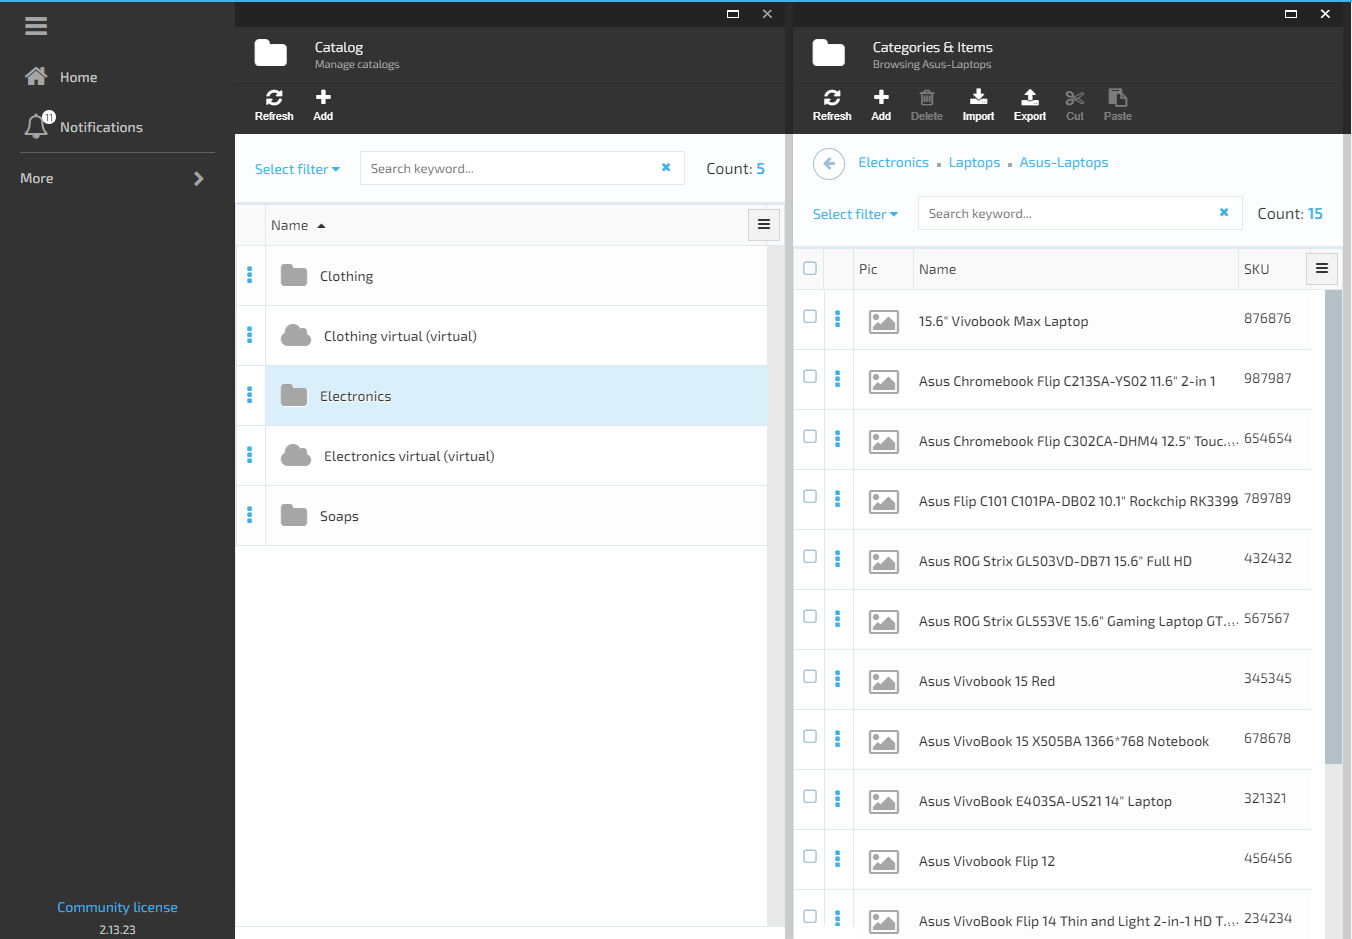 Home
11
Notifications
More
Community license
2.13.23
Catalog
Manage catalogs
Refresh
Add
Select filter
Search keyword...
Count: 5
Name
Clothing
Clothing virtual (virtual)
Electronics
Electronics virtual (virtual)
Soaps
Categories & Items
Browsing Asus-Laptops
Refresh
Add
Delete
Import
Export
Cut
Paste
Electronics
Laptops
Asus-Laptops
Select filter
Search keyword...
Count: 15
Pic
Name
SKU
15.6" Vivobook Max Laptop
876876
Asus Chromebook Flip C213SA-YS02 11.6" 2-in 1
987987
Asus Chromebook Flip C302CA-DHM4 12.5" Touc...
654654
Asus Flip C101 C101PA-DB02 10.1" Rockchip RK3399
789789
Asus ROG Strix GL503VD-DB71 15.6" Full HD
432432
Asus ROG Strix GL553VE 15.6" Gaming Laptop GT...
567567
Asus Vivobook 15 Red
345345
Asus VivoBook 15 X505BA 1366*768 Notebook
678678
Asus VivoBook E403SA-US21 14" Laptop
321321
Asus Vivobook Flip 12
456456
Asus VivoBook Flip 14 Thin and Light 2-in-1 HD T...
234234